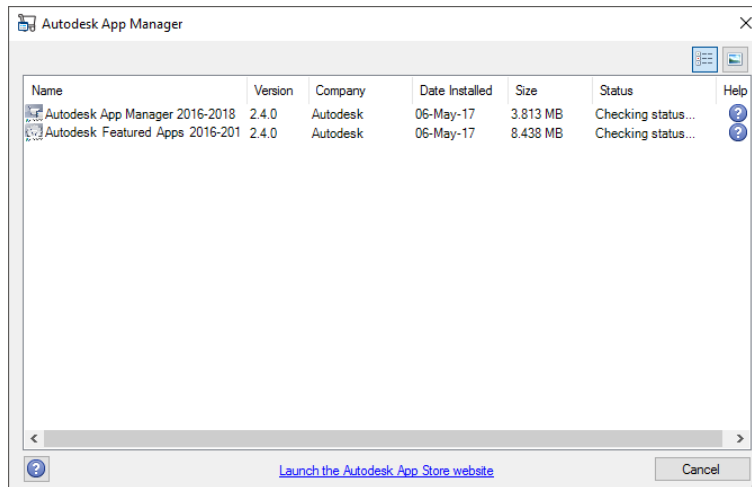 Autodesk App Manager
Name Version Company Date Installed Size Status Help
Autodesk App Manager 2016-2018 2.4.0 Autodesk 06-May-17 3.813 MB Checking status... ?
Autodesk Featured Apps 2016-201 2.4.0 Autodesk 06-May-17 8.438 MB Checking status... ?
? Launch the Autodesk App Store website Cancel